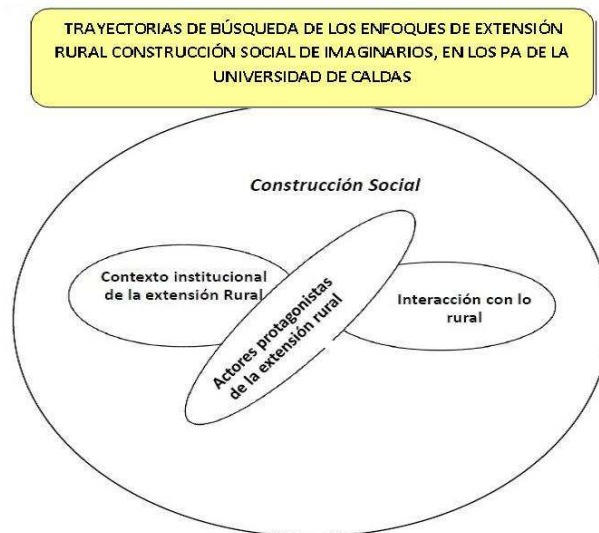 TRAYECTORIAS DE BÚSQUEDA DE LOS ENFOQUES DE EXTENSIÓN
RURAL CONSTRUCCIÓN SOCIAL DE IMAGINARIOS, EN LOS PA DE LA
UNIVERSIDAD DE CALDAS
Construcción Social
Contexto institucional
de la extensión Rural
Actores protagonistas
de la extensión rural
Interacción con lo
rural